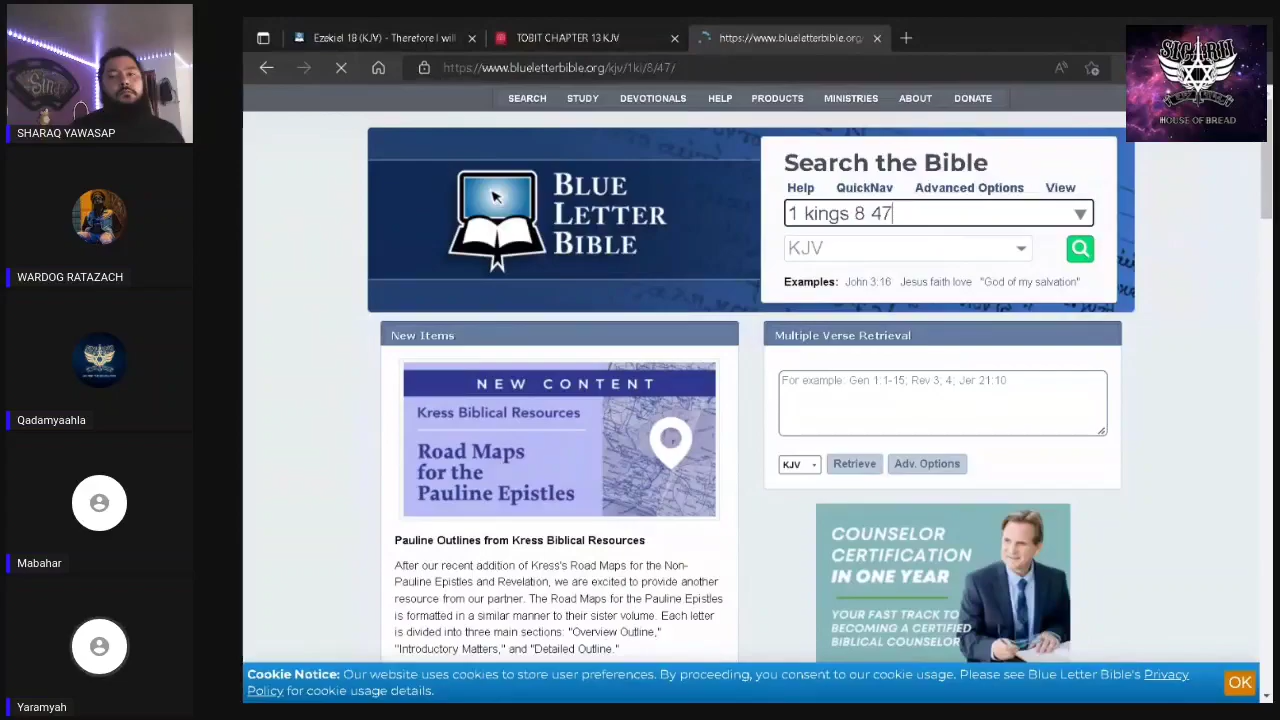 SHARAQ YAWASAP
WARDOG RATAZACH
Qadamyaahla
Mabahar
Yaramyah
Ezekiel 18 (KJV) - Therefore I will
TOBIT CHAPTER 13 KJV
https://www.blueletterbible.org/
https://www.blueletterbible.org/kjv/1ki/8/47/
SICARII
HOUSE OF BREAD
SEARCH STUDY DEVOTIONALS HELP PRODUCTS MINISTRIES ABOUT DONATE
BLUE
LETTER
BIBLE
Search the Bible
Help QuickNav Advanced Options View
1 kings 8 47
KJV
Examples: John 3:16 Jesus faith love "God of my salvation"
New Items
NEW CONTENT
Kress Biblical Resources
Road Maps
for the
Pauline Epistles
Pauline Outlines from Kress Biblical Resources
After our recent addition of Kress's Road Maps for the Non-
Pauline Epistles and Revelation, we are excited to provide another
resource from our partner. The Road Maps for the Pauline Epistles
is formatted in a similar manner to their sister volume. Each letter
is divided into three main sections: "Overview Outline,"
"Introductory Matters," and "Detailed Outline."
Multiple Verse Retrieval
For example: Gen 1:1-15; Rev 3; 4; Jer 21:10
KJV Retrieve Adv. Options
COUNSELOR
CERTIFICATION
IN ONE YEAR
YOUR FAST TRACK TO
BECOMING A CERTIFIED
BIBLICAL COUNSELOR
Cookie Notice: Our website uses cookies to store user preferences. By proceeding, you consent to our cookie usage. Please see Blue Letter Bible's Privacy
Policy for cookie usage details.
OK